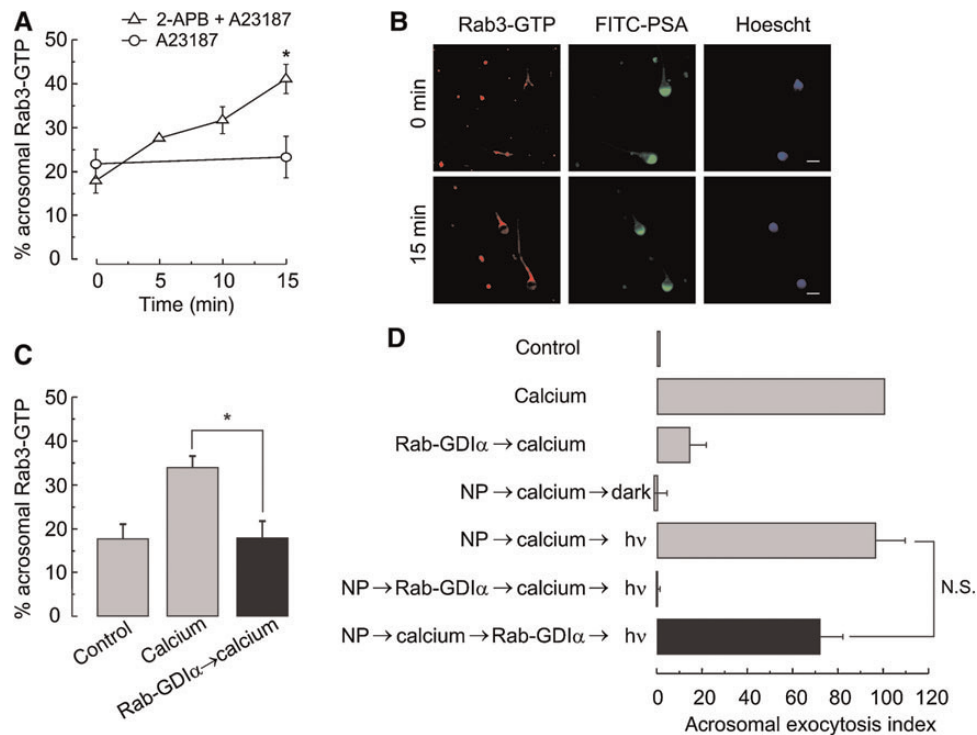 A
2-APB + A23187
A23187
*
% acrosomal Rab3-GTP
50
40
30
20
10
0
0 5 10 15
Time (min)
B
Rab3-GTP FITC-PSA Hoescht
0 min
15 min
C
% acrosomal Rab3-GTP
50
40
30
20
10
0
*
Control
Calcium
Rab-GDIα→calcium
D
Control
Calcium
Rab-GDIα→calcium
NP→calcium→dark
NP→calcium→ hν
NP→Rab-GDIα→calcium→ hν
NP→calcium→Rab-GDIα→ hν
N.S.
0 20 40 60 80 100 120
Acrosomal exocytosis index